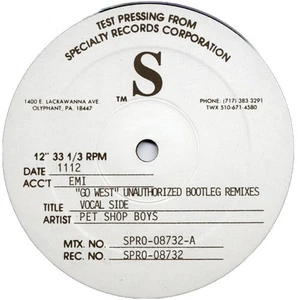 TEST PRESSING FROM
SPECIALTY RECORDS CORPORATION
S
TM
1400 E. LACKAWANNA AVE.
OLYPHANT, PA. 18447
PHONE: (717) 383 3291
TWX 510-671-4580
12" 33 1/3 RPM
DATE 1112
ACC'T EMI
"GO WEST" UNAUTHORIZED BOOTLEG REMIXES
TITLE VOCAL SIDE
ARTIST PET SHOP BOYS
MTX. NO. SPRO-08732-A
REC. NO. SPRO-08732